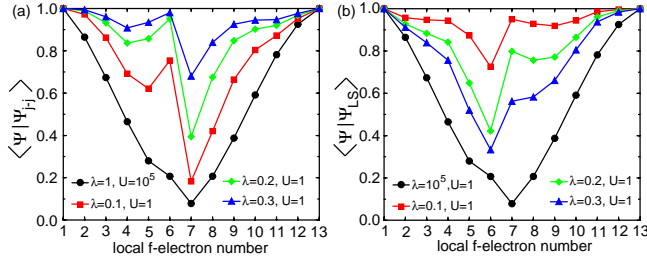 (a)
⟨Ψ|Ψj-j⟩
1.0
0.8
0.6
0.4
0.2
0.0
λ=1, U=10⁵
λ=0.1, U=1
λ=0.2, U=1
λ=0.3, U=1
1 2 3 4 5 6 7 8 9 10 11 12 13
local f-electron number
(b)
⟨Ψ|ΨLS⟩
1.0
0.8
0.6
0.4
0.2
0.0
λ=10⁵,U=1
λ=0.1, U=1
λ=0.2, U=1
λ=0.3, U=1
1 2 3 4 5 6 7 8 9 10 11 12 13
local f-electron number